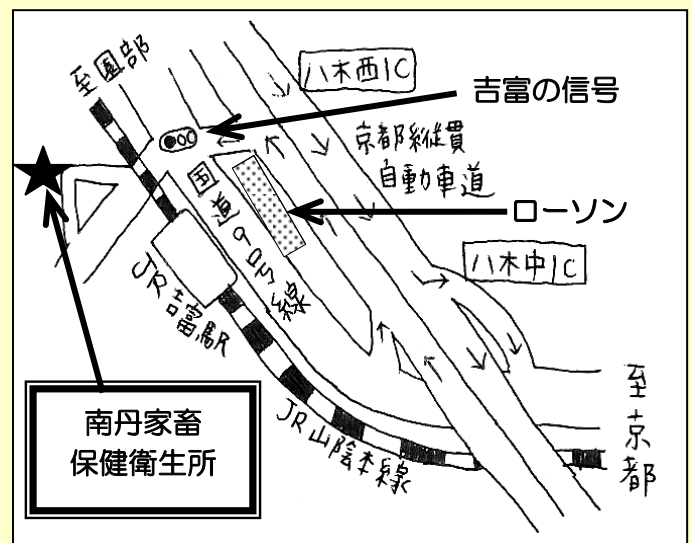 至園部
八木西IC
吉富の信号
京都縦貫
自動車道
ローソン
国道9号線
八木中IC
JR吉富駅
南丹家畜
保健衛生所
JR山陰本線
至京都